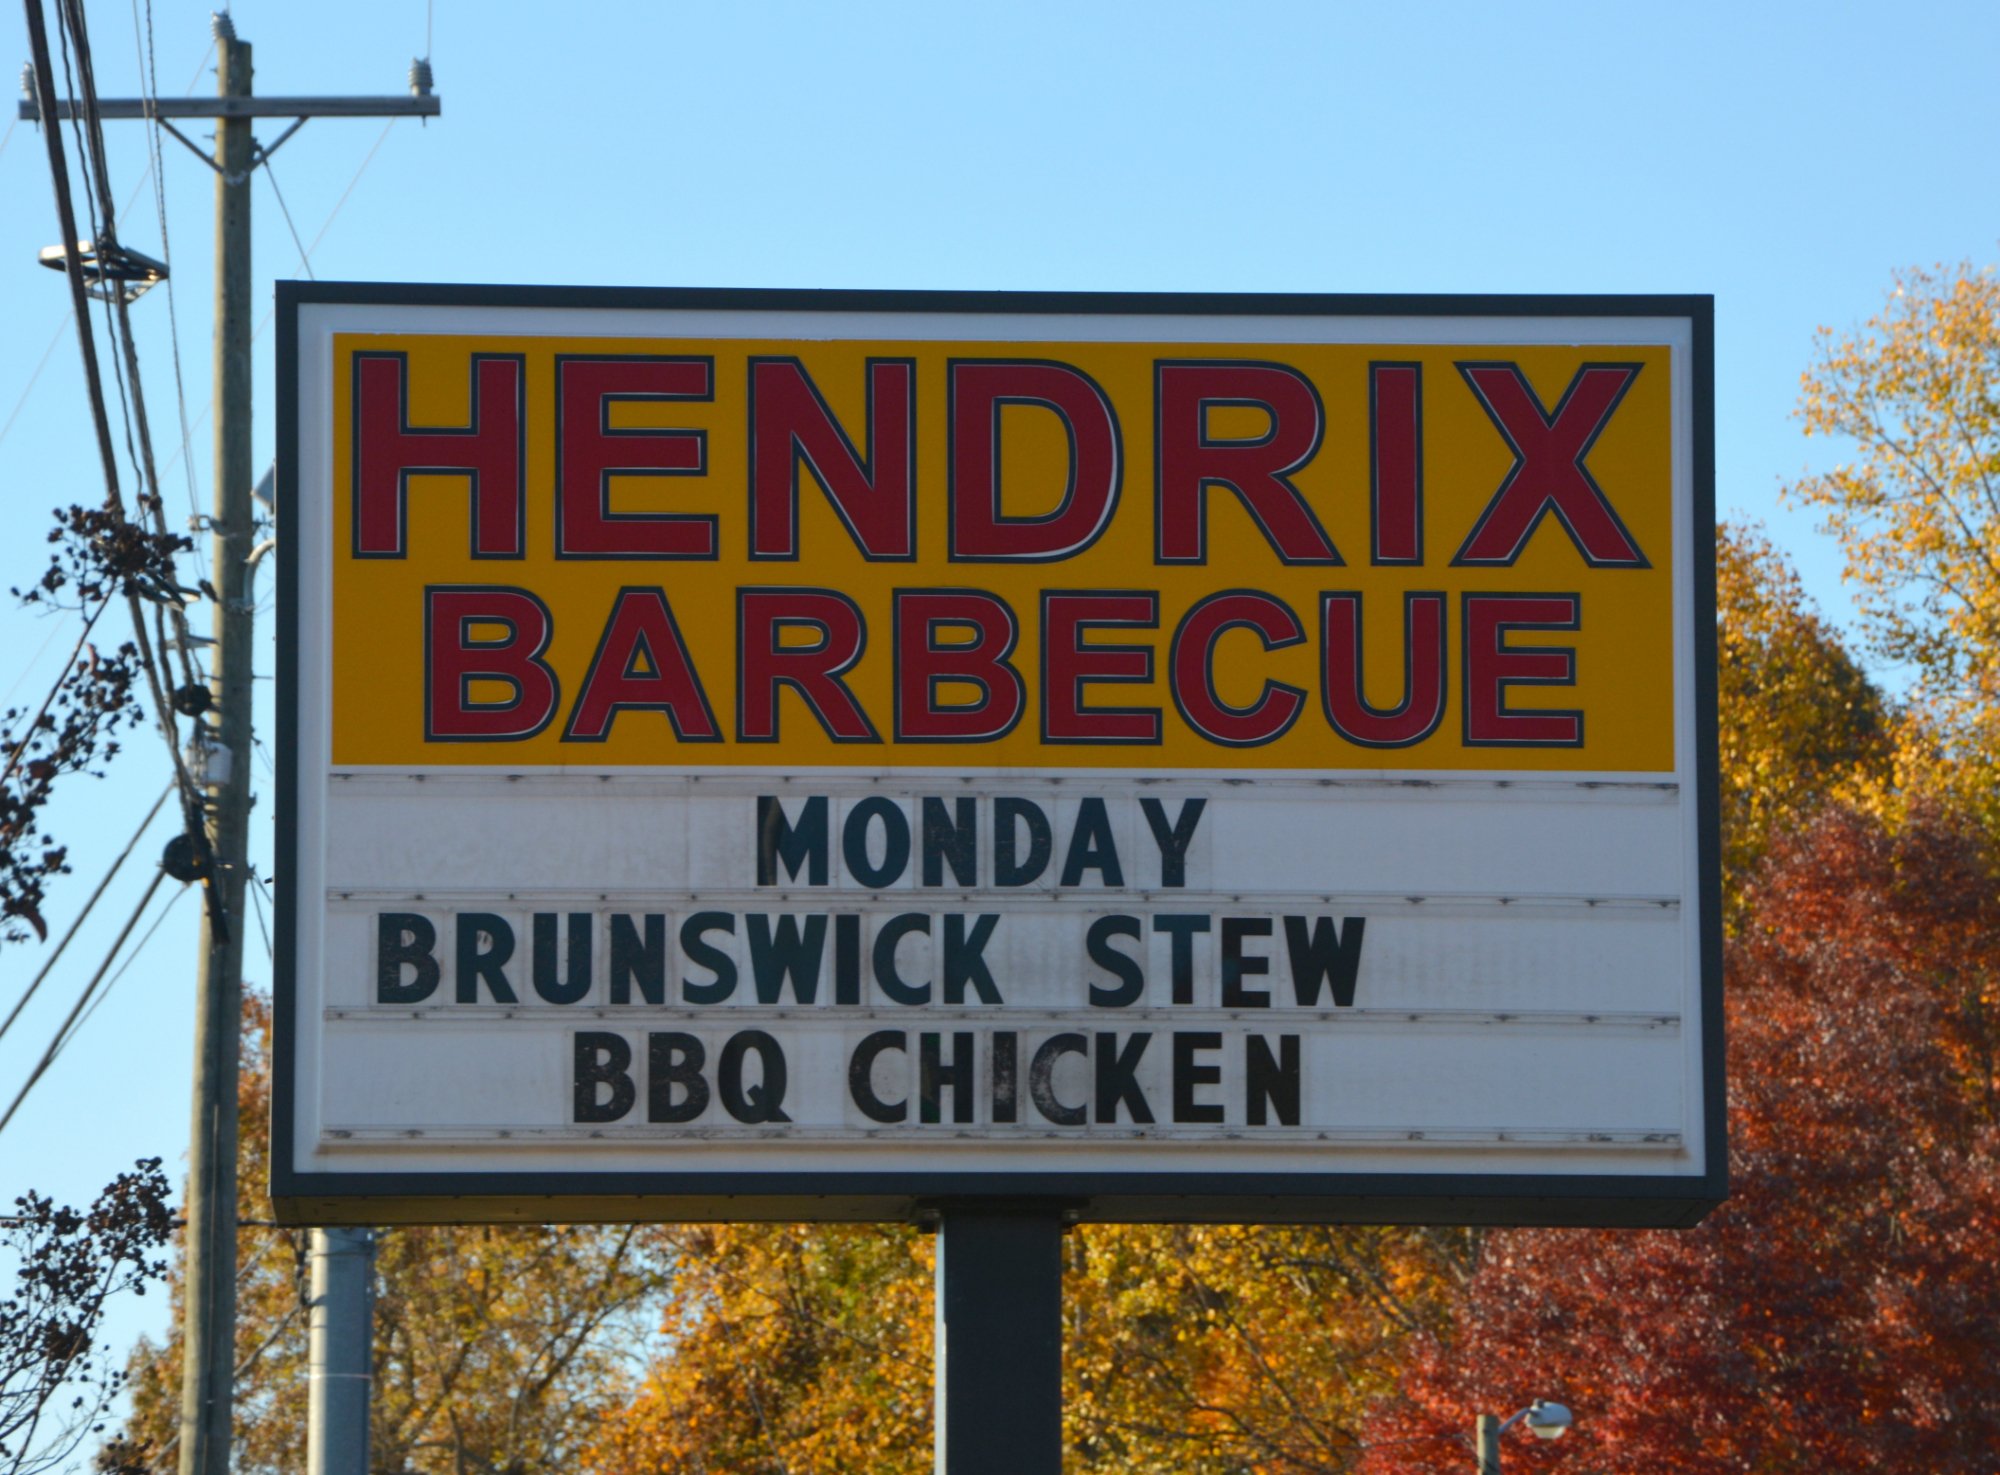 HENDRIX
BARBECUE
MONDAY
BRUNSWICK STEW
BBQ CHICKEN